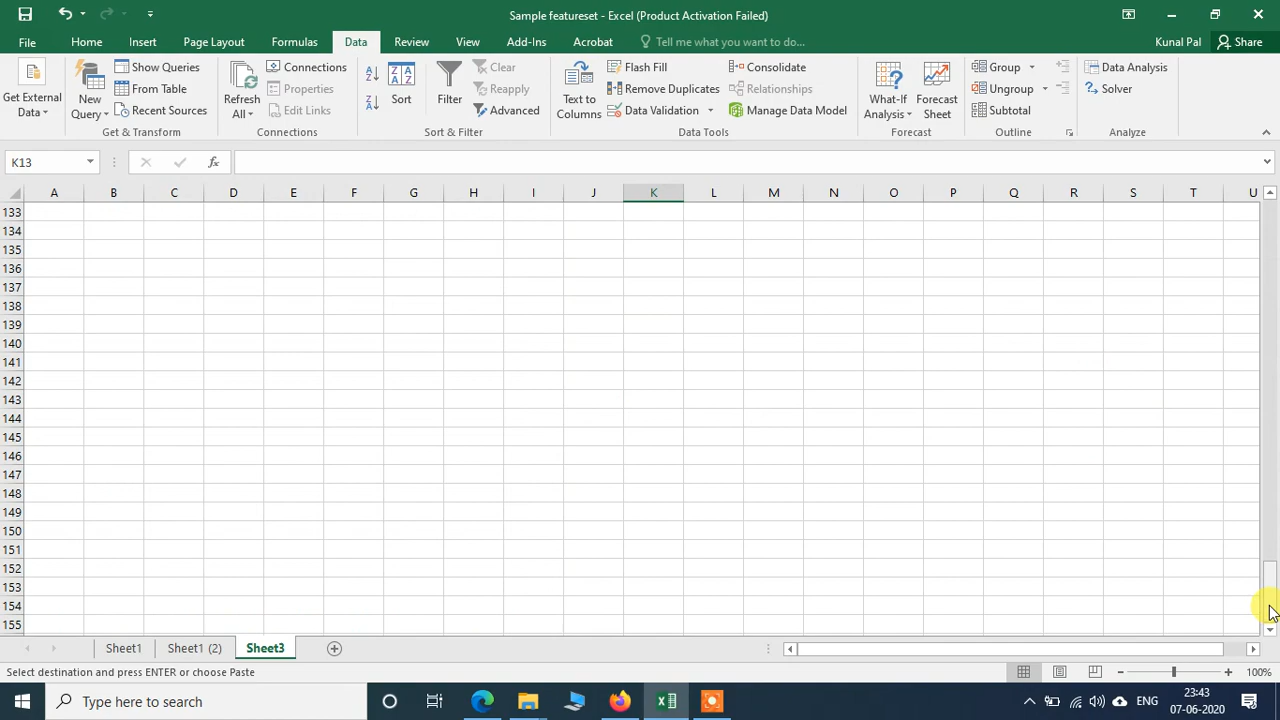 Sample featureset - Excel (Product Activation Failed)
File Home Insert Page Layout Formulas Data Review View Add-Ins Acrobat Tell me what you want to do... Kunal Pal Share
Get External Data
New Query
Show Queries
From Table
Recent Sources
Get & Transform
Refresh All
Connections
Properties
Edit Links
Connections
Sort
Filter
Clear
Reapply
Advanced
Sort & Filter
Text to Columns
Flash Fill
Remove Duplicates
Data Validation
Consolidate
Relationships
Manage Data Model
Data Tools
What-If Analysis
Forecast Sheet
Forecast
Group
Ungroup
Subtotal
Outline
Data Analysis
Solver
Analyze
K13 fx
A B C D E F G H I J K L M N O P Q R S T U
133
134
135
136
137
138
139
140
141
142
143
144
145
146
147
148
149
150
151
152
153
154
155
Sheet1 Sheet1 (2) Sheet3
Select destination and press ENTER or choose Paste 100%
Type here to search ENG 23:43
07-06-2020